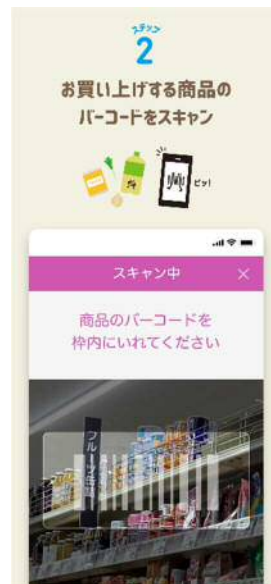 ステップ
2
お買い上げする商品の
バーコードをスキャン
ピッ!
スキャン中
商品のバーコードを
枠内にいれてください
フルーツ缶詰